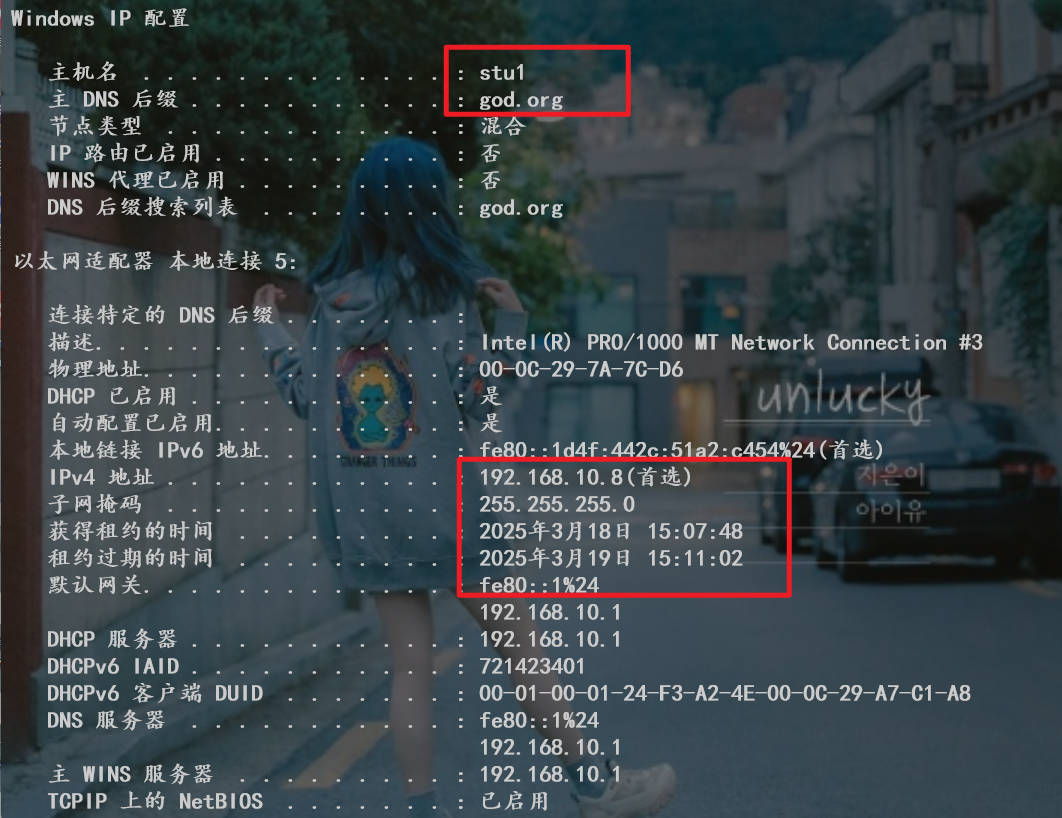 Windows IP 配置
主机名 . . . . . . . . . . . . . : stu1
主 DNS 后缀 . . . . . . . . . . . : god.org
节点类型 . . . . . . . . . . . . : 混合
IP 路由已启用 . . . . . . . . . . : 否
WINS 代理已启用 . . . . . . . . . : 否
DNS 后缀搜索列表 . . . . . . . . : god.org
以太网适配器 本地连接 5:
连接特定的 DNS 后缀 . . . . . . . :
描述. . . . . . . . . . . . . . . : Intel(R) PRO/1000 MT Network Connection #3
物理地址. . . . . . . . . . . . . : 00-0C-29-7A-7C-D6
DHCP 已启用 . . . . . . . . . . . : 是
自动配置已启用. . . . . . . . . . : 是
unlucky
本地链接 IPv6 地址. . . . . . . . : fe80::1d4f:442c:51a2:c454%24(首选)
IPv4 地址 . . . . . . . . . . . . : 192.168.10.8(首选)
지은이
子网掩码 . . . . . . . . . . . . : 255.255.255.0
아이유
获得租约的时间 . . . . . . . . . : 2025年3月18日 15:07:48
租约过期的时间 . . . . . . . . . : 2025年3月19日 15:11:02
默认网关. . . . . . . . . . . . . : fe80::1%24
192.168.10.1
DHCP 服务器 . . . . . . . . . . . : 192.168.10.1
DHCPv6 IAID . . . . . . . . . . . : 721423401
DHCPv6 客户端 DUID . . . . . . . : 00-01-00-01-24-F3-A2-4E-00-0C-29-A7-C1-A8
DNS 服务器 . . . . . . . . . . . : fe80::1%24
192.168.10.1
主 WINS 服务器 . . . . . . . . . : 192.168.10.1
TCPIP 上的 NetBIOS . . . . . . . : 已启用